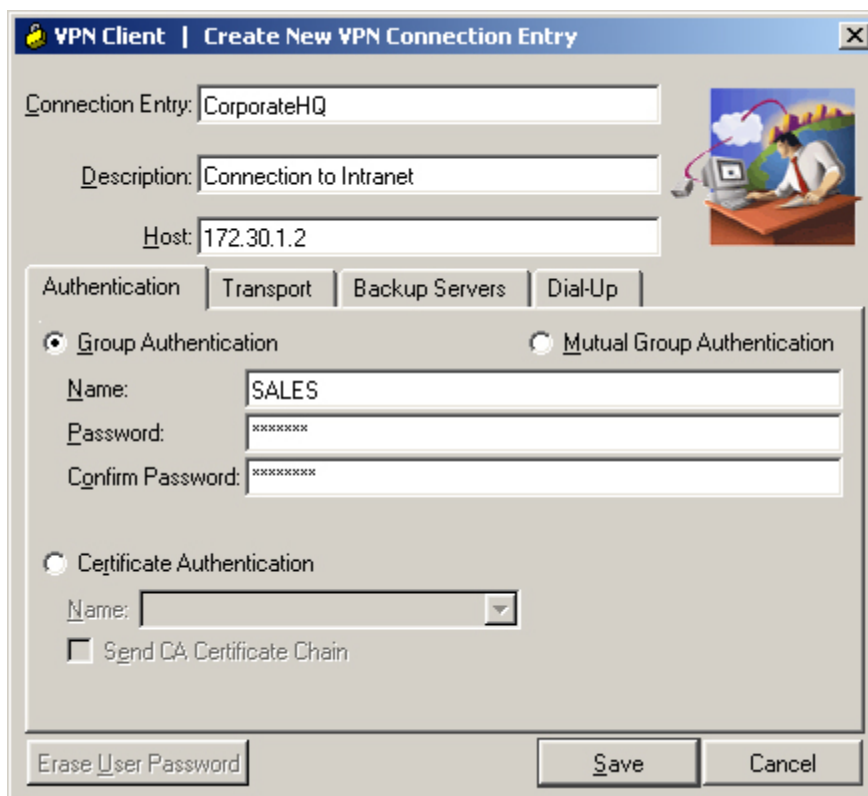 VPN Client | Create New VPN Connection Entry
Connection Entry: CorporateHQ
Description: Connection to Intranet
Host: 172.30.1.2
Authentication Transport Backup Servers Dial-Up
Group Authentication Mutual Group Authentication
Name: SALES
Password: *******
Confirm Password: ********
Certificate Authentication
Name:
Send CA Certificate Chain
Erase User Password Save Cancel